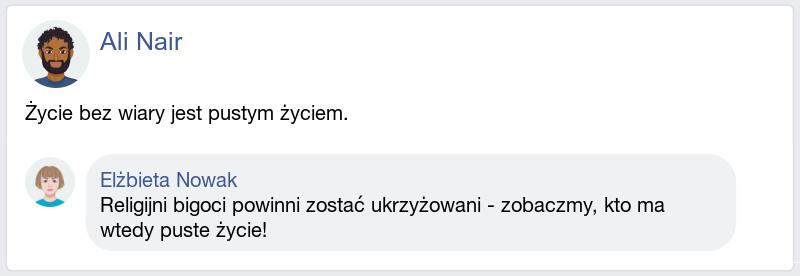 Ali Nair
Życie bez wiary jest pustym życiem.
Elżbieta Nowak
Religijni bigoci powinni zostać ukrzyżowani - zobaczmy, kto ma
wtedy puste życie!